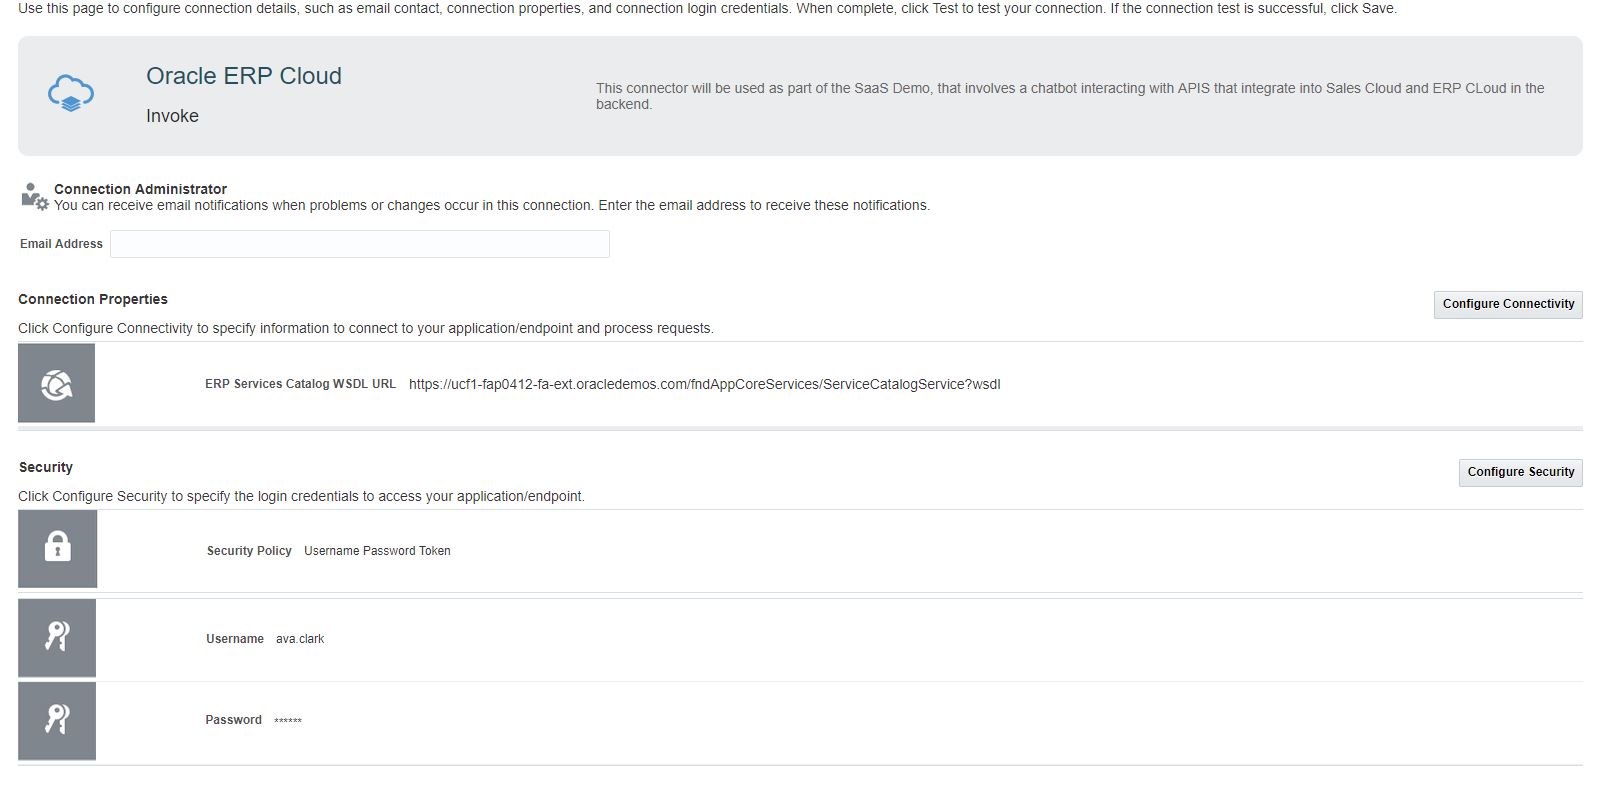 Use this page to configure connection details, such as email contact, connection properties, and connection login credentials. When complete, click Test to test your connection. If the connection test is successful, click Save.
Oracle ERP Cloud
Invoke
This connector will be used as part of the SaaS Demo, that involves a chatbot interacting with APIS that integrate into Sales Cloud and ERP CLoud in the
backend.
Connection Administrator
You can receive email notifications when problems or changes occur in this connection. Enter the email address to receive these notifications.
Email Address
Connection Properties
Configure Connectivity
Click Configure Connectivity to specify information to connect to your application/endpoint and process requests.
ERP Services Catalog WSDL URL https://ucf1-fap0412-fa-ext.oracledemos.com/fndAppCoreServices/ServiceCatalogService?wsdl
Security
Configure Security
Click Configure Security to specify the login credentials to access your application/endpoint.
Security Policy Username Password Token
Username ava.clark
Password ******